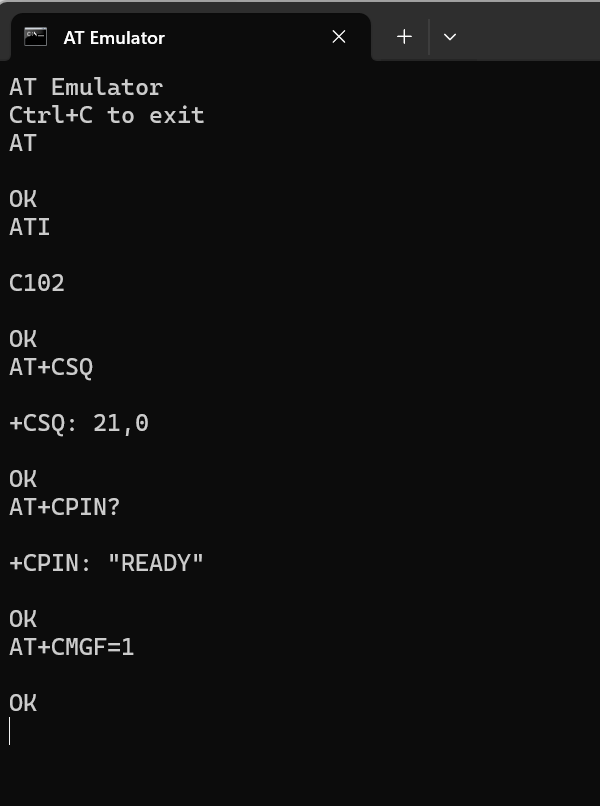 AT Emulator
AT Emulator
Ctrl+C to exit
AT
OK
ATI
C102
OK
AT+CSQ
+CSQ: 21,0
OK
AT+CPIN?
+CPIN: "READY"
OK
AT+CMGF=1
OK